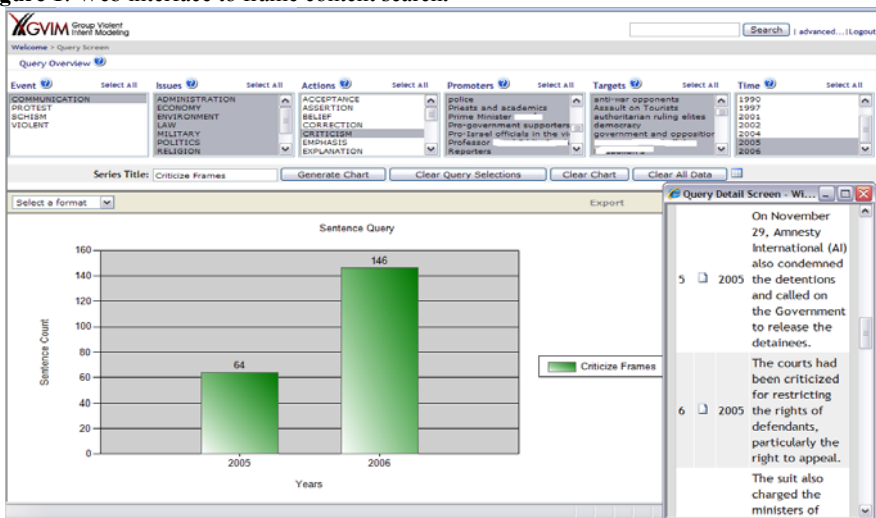 Figure 1. Web interface to frame content search.
XGVIM Group Violent Intent Modeling
Search | advanced... | Logout
Welcome > Query Screen
Query Overview
Event Select All Issues Select All Actions Select All Promoters Select All Targets Select All Time Select All
COMMUNICATION
PROTEST
SCHISM
VIOLENT
ADMINISTRATION
ECONOMY
ENVIRONMENT
LAW
MILITARY
POLITICS
RELIGION
ACCEPTANCE
ASSERTION
BELIEF
CORRECTION
CRITICISM
EMPHASIS
EXPLANATION
police
Priests and academics
Prime Minister
Pro-government supporters
Pro-Israel officials in the
Professor
Reporters
anti-war opponents
Assault on Tourists
authoritarian ruling elites
democracy
government and opposition
1990
1997
2001
2002
2004
2005
2006
Series Title: Criticize Frames Generate Chart Clear Query Selections Clear Chart Clear All Data
Select a format Export
Sentence Query
160
140
120
100
80
60
40
20
0
Sentence Count
64
146
2005 2006
Years
Criticize Frames
Query Detail Screen - Wi...
5 2005 On November
29, Amnesty
International (AI)
also condemned
the detentions
and called on
the Government
to release the
detainees.
6 2005 The courts had
been criticized
for restricting
the rights of
defendants,
particularly the
right to appeal.
The suit also
charged the
ministers of